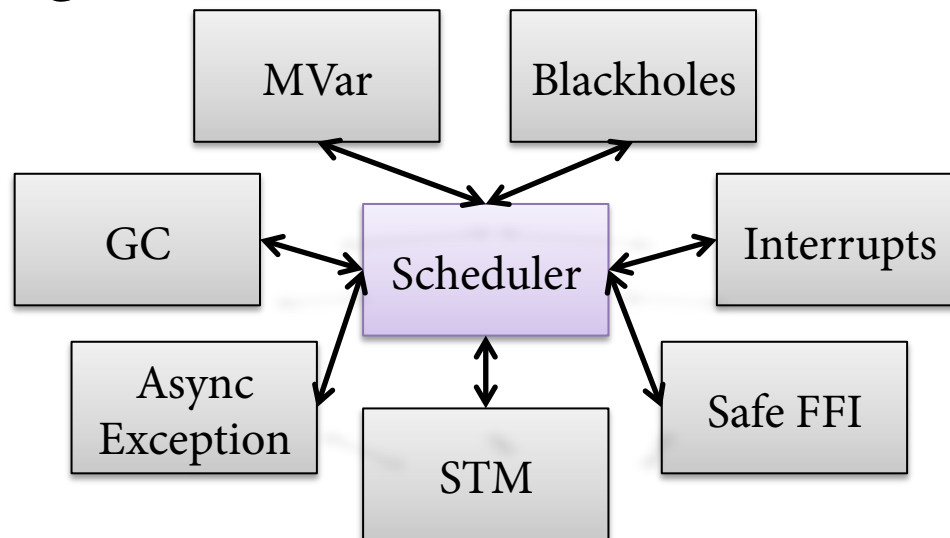 MVar
Blackholes
GC
Scheduler
Interrupts
Async
Exception
STM
Safe FFI